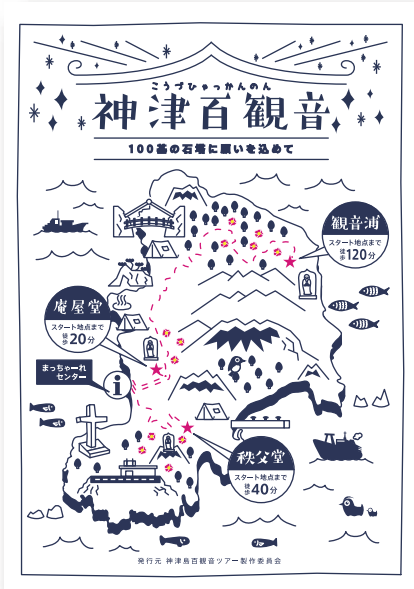 こうづひゃっかんのん
神津百観音
100基の石塔に願いを込めて
観音浦
スタート地点まで
徒歩120分
庵屋堂
スタート地点まで
徒歩20分
まっちゃーれ
センター
i
秩父堂
スタート地点まで
徒歩40分
発行元 神津島百観音ツアー製作委員会